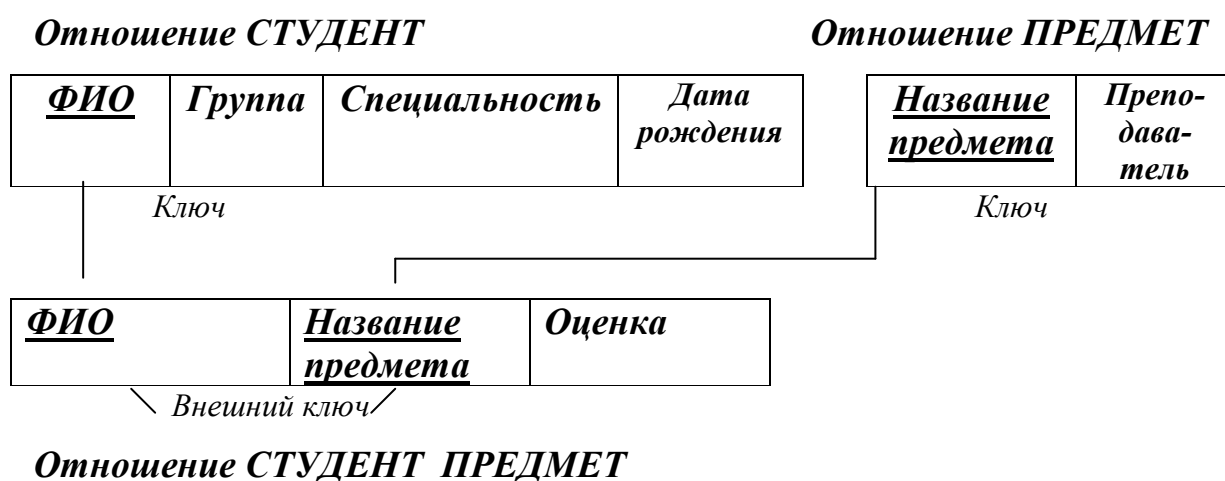 Отношение СТУДЕНТ
Отношение ПРЕДМЕТ
ФИО
Группа
Специальность
Дата
рождения
Название
предмета
Препо-
дава-
тель
Ключ
Ключ
ФИО
Название
предмета
Оценка
Внешний ключ
Отношение СТУДЕНТ ПРЕДМЕТ